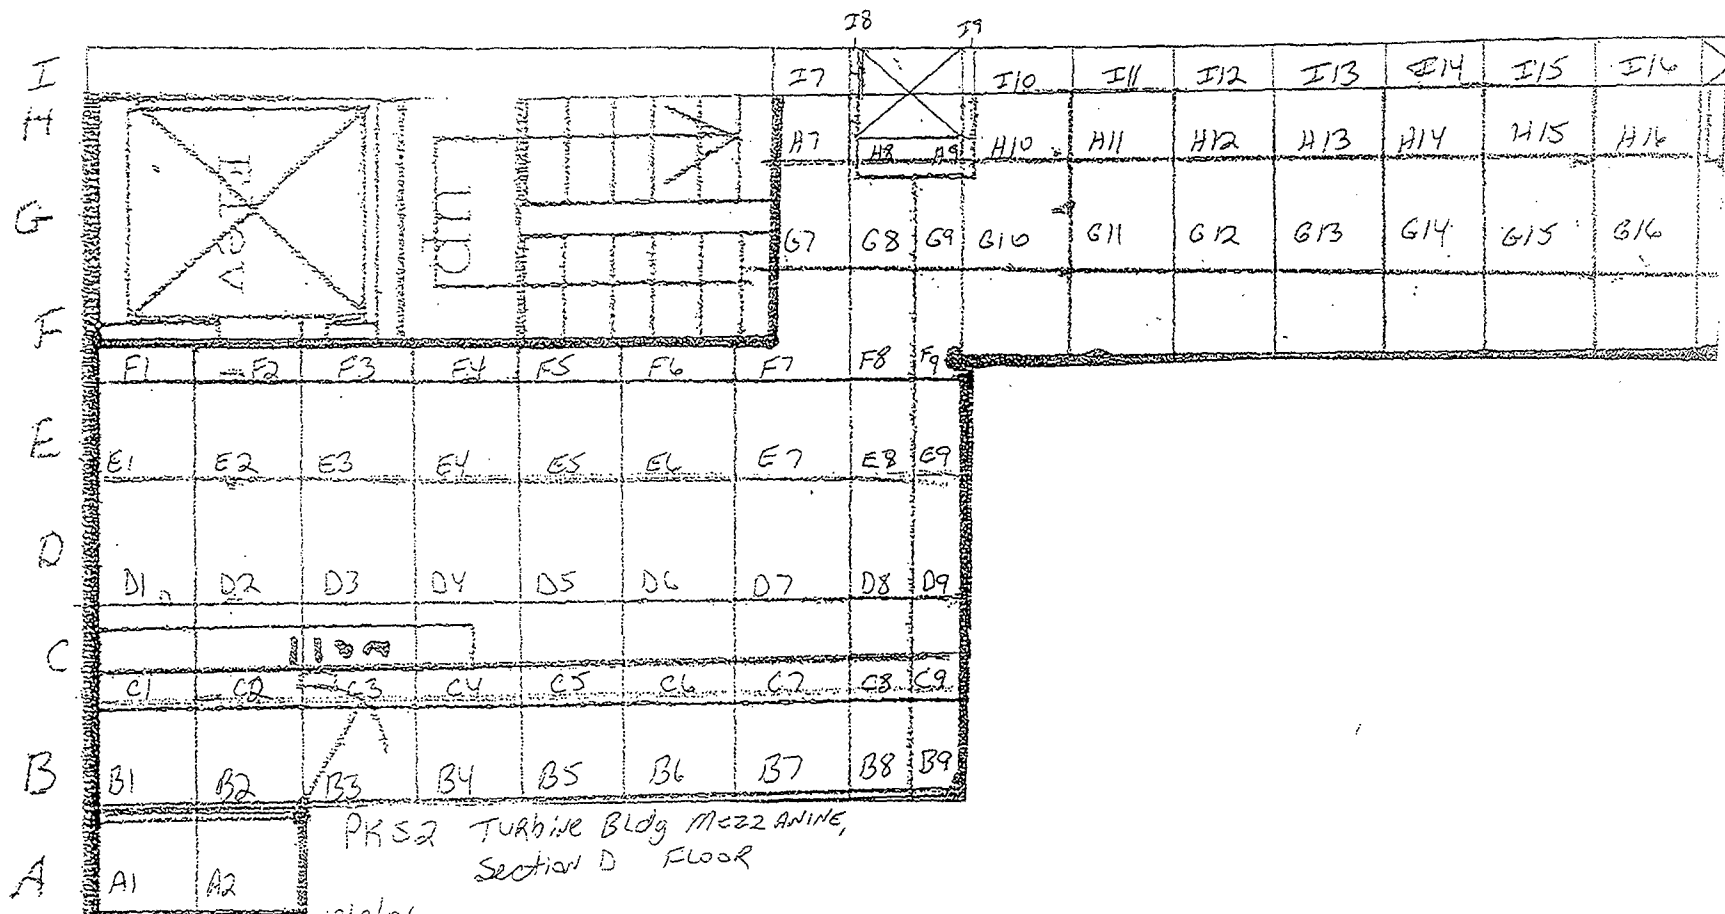 I8 I9
I I7 I10 I11 I12 I13 I14 I15 I16
H H7 H8 H9 H10 H11 H12 H13 H14 H15 H16
up
G G7 G8 G9 G10 G11 G12 G13 G14 G15 G16
F F1 F2 F3 F4 F5 F6 F7 F8 F9
E E1 E2 E3 E4 E5 E6 E7 E8 E9
D D1 D2 D3 D4 D5 D6 D7 D8 D9
C
C1 C2 C3 C4 C5 C6 C7 C8 C9
B B1 B2 B3 B4 B5 B6 B7 B8 B9
PKS2 TURbiNe BLdg MEZZANINE,
Section D FLOOR
A A1 A2